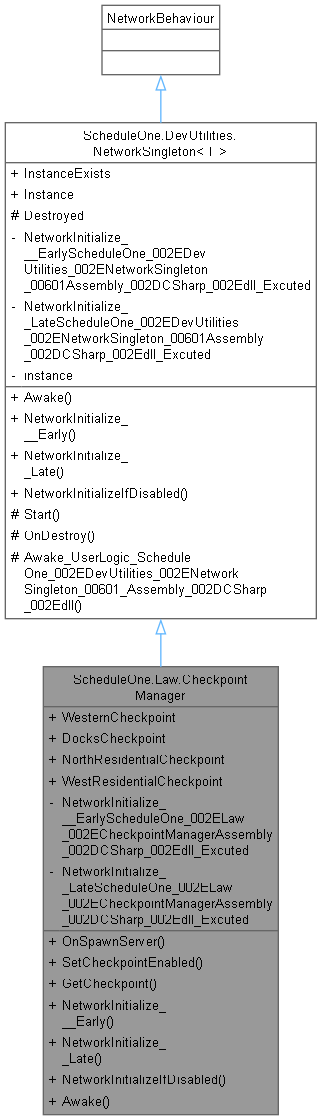 NetworkBehaviour
ScheduleOne.DevUtilities.
NetworkSingleton< T >
+ InstanceExists
+ Instance
# Destroyed
- NetworkInitialize_
__EarlyScheduleOne_002EDev
Utilities_002ENetworkSingleton
_00601Assembly_002DCSharp_002Edll_Excuted
- NetworkInitialize_
_LateScheduleOne_002EDevUtilities
_002ENetworkSingleton_00601Assembly
_002DCSharp_002Edll_Excuted
- instance
+ Awake()
+ NetworkInitialize_
__Early()
+ NetworkInitialize_
_Late()
+ NetworkInitializeIfDisabled()
# Start()
# OnDestroy()
# Awake_UserLogic_Schedule
One_002EDevUtilities_002ENetwork
Singleton_00601_Assembly_002DCSharp
_002Edll()
ScheduleOne.Law.Checkpoint
Manager
+ WesternCheckpoint
+ DocksCheckpoint
+ NorthResidentialCheckpoint
+ WestResidentialCheckpoint
- NetworkInitialize_
__EarlyScheduleOne_002ELaw
_002ECheckpointManagerAssembly
_002DCSharp_002Edll_Excuted
- NetworkInitialize_
_LateScheduleOne_002ELaw
_002ECheckpointManagerAssembly
_002DCSharp_002Edll_Excuted
+ OnSpawnServer()
+ SetCheckpointEnabled()
+ GetCheckpoint()
+ NetworkInitialize_
__Early()
+ NetworkInitialize_
_Late()
+ NetworkInitializeIfDisabled()
+ Awake()